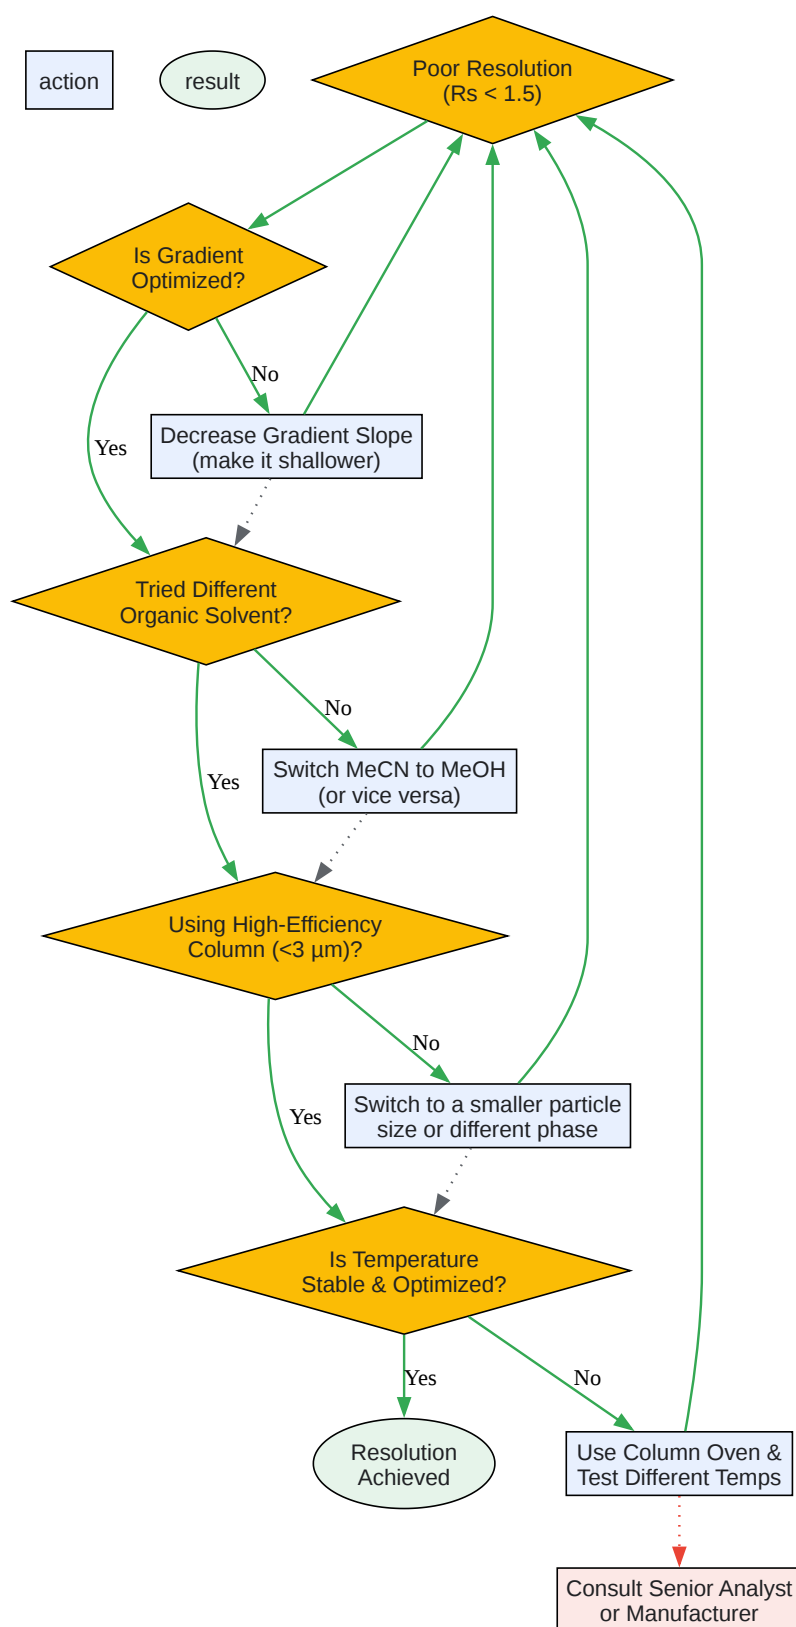 action
result
Poor Resolution
(Rs < 1.5)
Is Gradient
Optimized?
No
Yes
Decrease Gradient Slope
(make it shallower)
Tried Different
Organic Solvent?
No
Yes
Switch MeCN to MeOH
(or vice versa)
Using High-Efficiency
Column (<3 µm)?
No
Yes
Switch to a smaller particle
size or different phase
Is Temperature
Stable & Optimized?
Yes
No
Resolution
Achieved
Use Column Oven &
Test Different Temps
Consult Senior Analyst
or Manufacturer